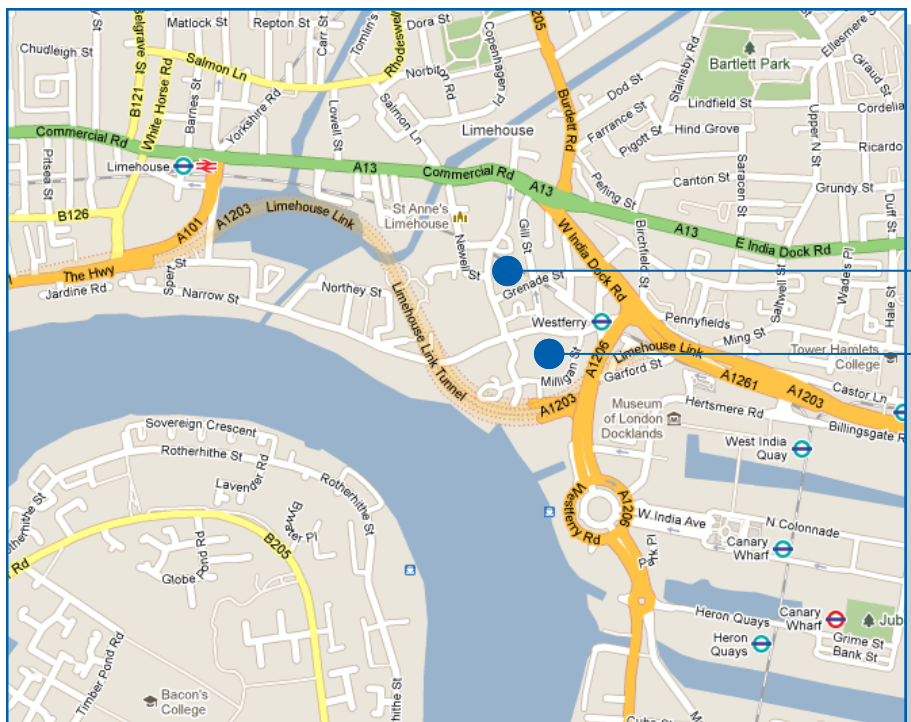 Matlock St
Repton St
Carr St
Dora St
Chudleigh St
Belgrave St
Salmon Ln
Tomlin's
Rhodeswell
Copenhagen Pl
A1205
Ellesmere St
Bartlett Park
Giraud St
B121
White Horse Rd
Barnes St
Yorkshire Rd
Norbiton Rd
Salmon Ln
Lowell St
Burdett Rd
Dod St
Stainsby Rd
Lindfield St
Upper N St
Cordelia
Farrance St
Pigott St
Hind Grove
Ricardo
Limehouse
Commercial Rd
Pitsea St
Limehouse
A13
Commercial Rd
A13
Canton St
Saracen St
Grundy St
Duff St
B126
A101
A1203
Limehouse Link
St Anne's
Limehouse
Newell St
Gill St
W India Dock Rd
Birchfield St
A13
E India Dock Rd
The Hwy
Jardine Rd
Spert St
Narrow St
Northey St
Grenade St
Saltwell St
Wades Pl
Hale St
Limehouse Link Tunnel
Westferry
Pennyfields
Ming St
Milligan St
A1206
Limehouse Link
Garford St
Tower Hamlets
College
A1203
A1261
A1203
Castor Ln
Museum
of London
Docklands
Hertsmere Rd
Billingsgate R
Sovereign Crescent
Rotherhithe St
Lavender Rd
Rotherhithe St
West India
Quay
Rotherhithe St
Bywater Pl
B205
Westferry Rd
A1206
W India Ave
N Colonnade
Canary
Wharf
Globe Pond Rd
Park Pl
Heron Quays
Canary
Wharf
Jub
Grime St
Bank St
Heron
Quays
Timber Pond Rd
Bacon's
College